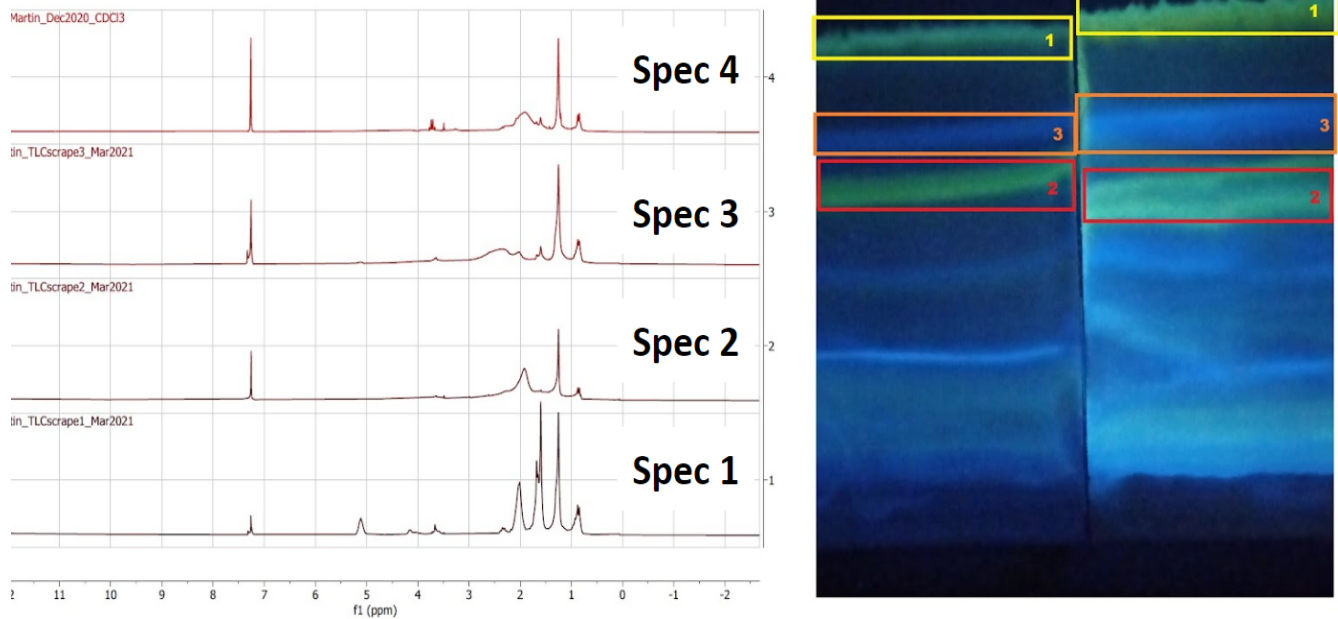 Martin_Dec2020_CDCl3
Spec 4
4
tin_TLCscrape3_Mar2021
Spec 3
3
tin_TLCscrape2_Mar2021
Spec 2
2
tin_TLCscrape1_Mar2021
Spec 1
1
2 11 10 9 8 7 6 5 4 3 2 1 0 -1 -2
f1 (ppm)
1
1
3
3
2
2